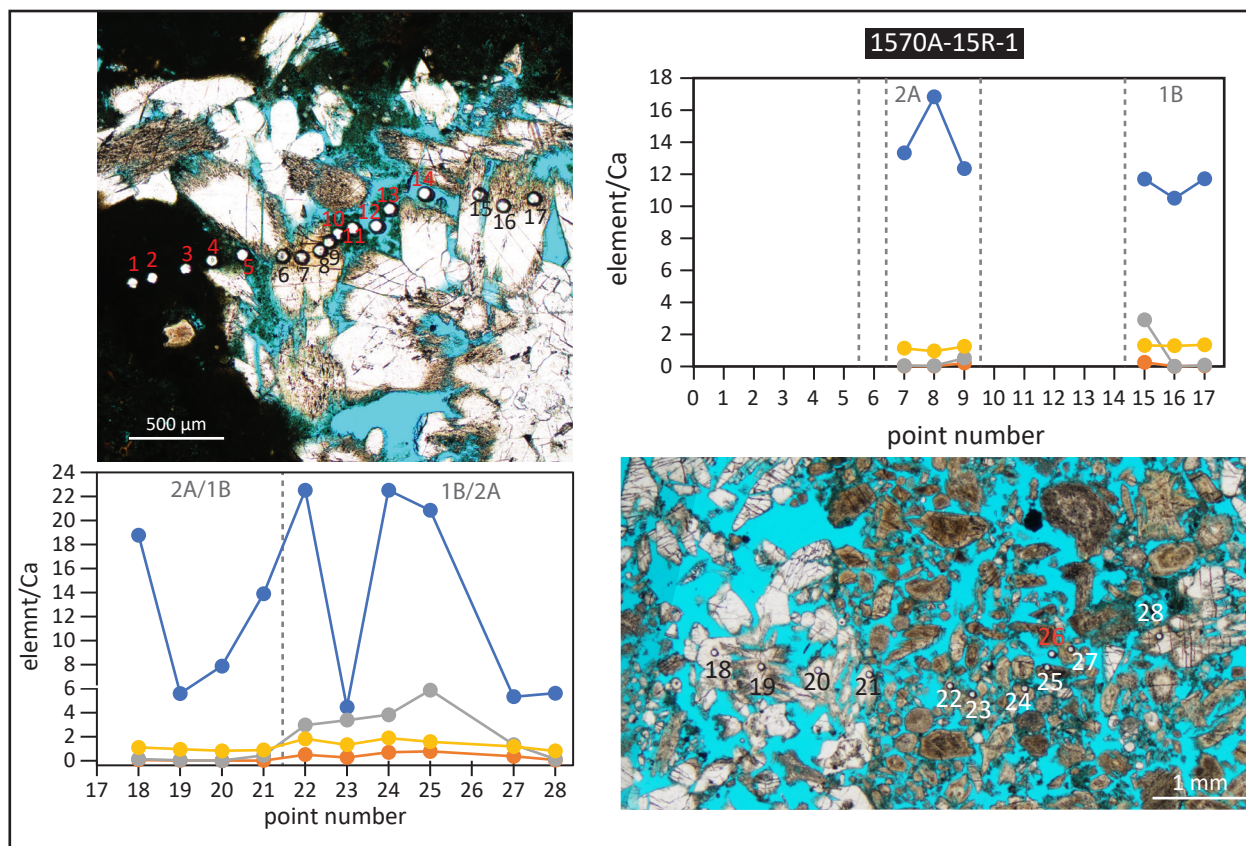 1 2 3 4 5 6 7 8 9 10 11 12 13 14 15 16 17
500 µm
1570A-15R-1
18
16
14
12
10
8
6
4
2
0
element/Ca
2A 1B
0 1 2 3 4 5 6 7 8 9 10 11 12 13 14 15 16 17
point number
24
22
20
18
16
14
12
10
8
6
4
2
0
elemnt/Ca
2A/1B 1B/2A
17 18 19 20 21 22 23 24 25 26 27 28
point number
18 19 20 21 22 23 24 25 26 27 28
1 mm